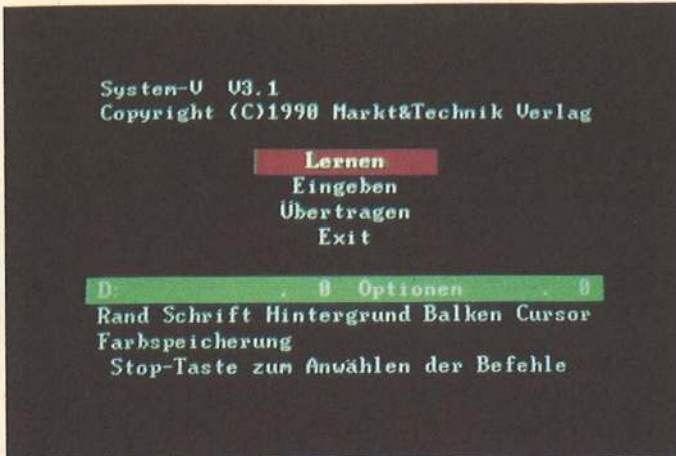 System-V V3.1
Copyright (C)1990 Markt&Technik Verlag
Lernen
Eingeben
Übertragen
Exit
D: . 0 Optionen . 0
Rand Schrift Hintergrund Balken Cursor
Farbspeicherung
Stop-Taste zum Anwählen der Befehle